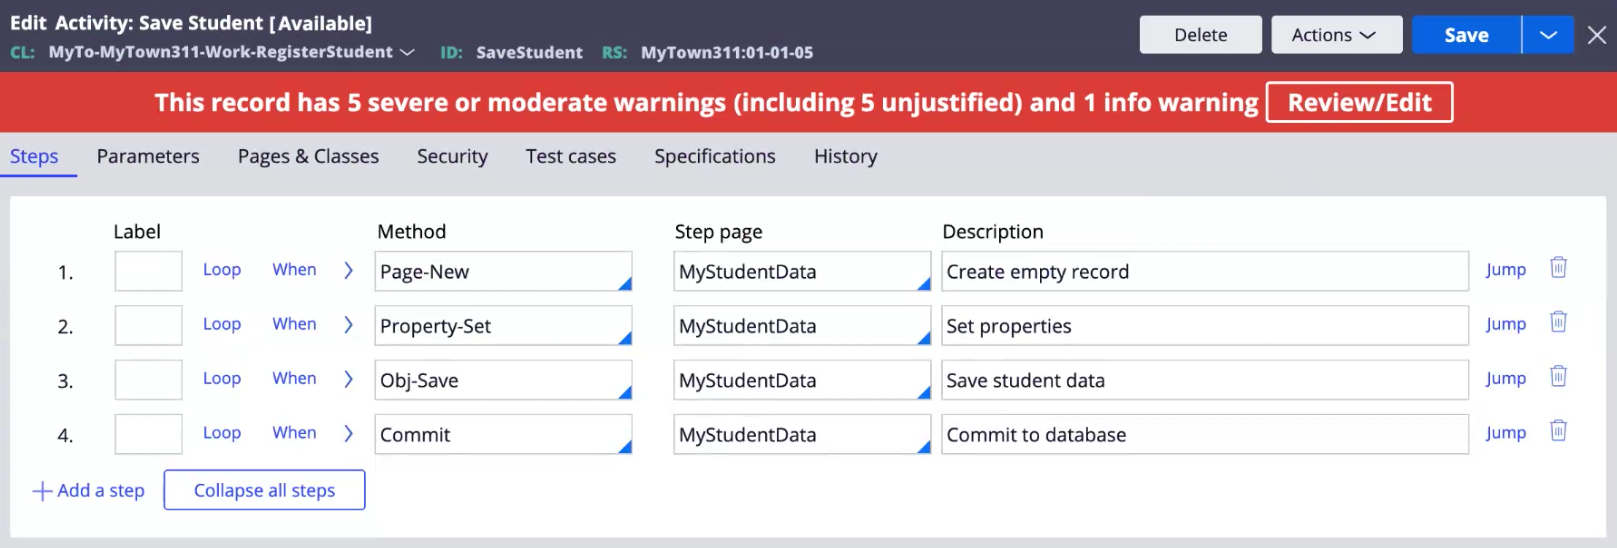 Edit Activity: Save Student [Available]
CL: MyTo-MyTown311-Work-RegisterStudent ID: SaveStudent RS: MyTown311:01-01-05
Delete Actions Save
This record has 5 severe or moderate warnings (including 5 unjustified) and 1 info warning Review/Edit
Steps Parameters Pages & Classes Security Test cases Specifications History
Label Method Step page Description
1. Loop When Page-New MyStudentData Create empty record Jump
2. Loop When Property-Set MyStudentData Set properties Jump
3. Loop When Obj-Save MyStudentData Save student data Jump
4. Loop When Commit MyStudentData Commit to database Jump
Add a step Collapse all steps